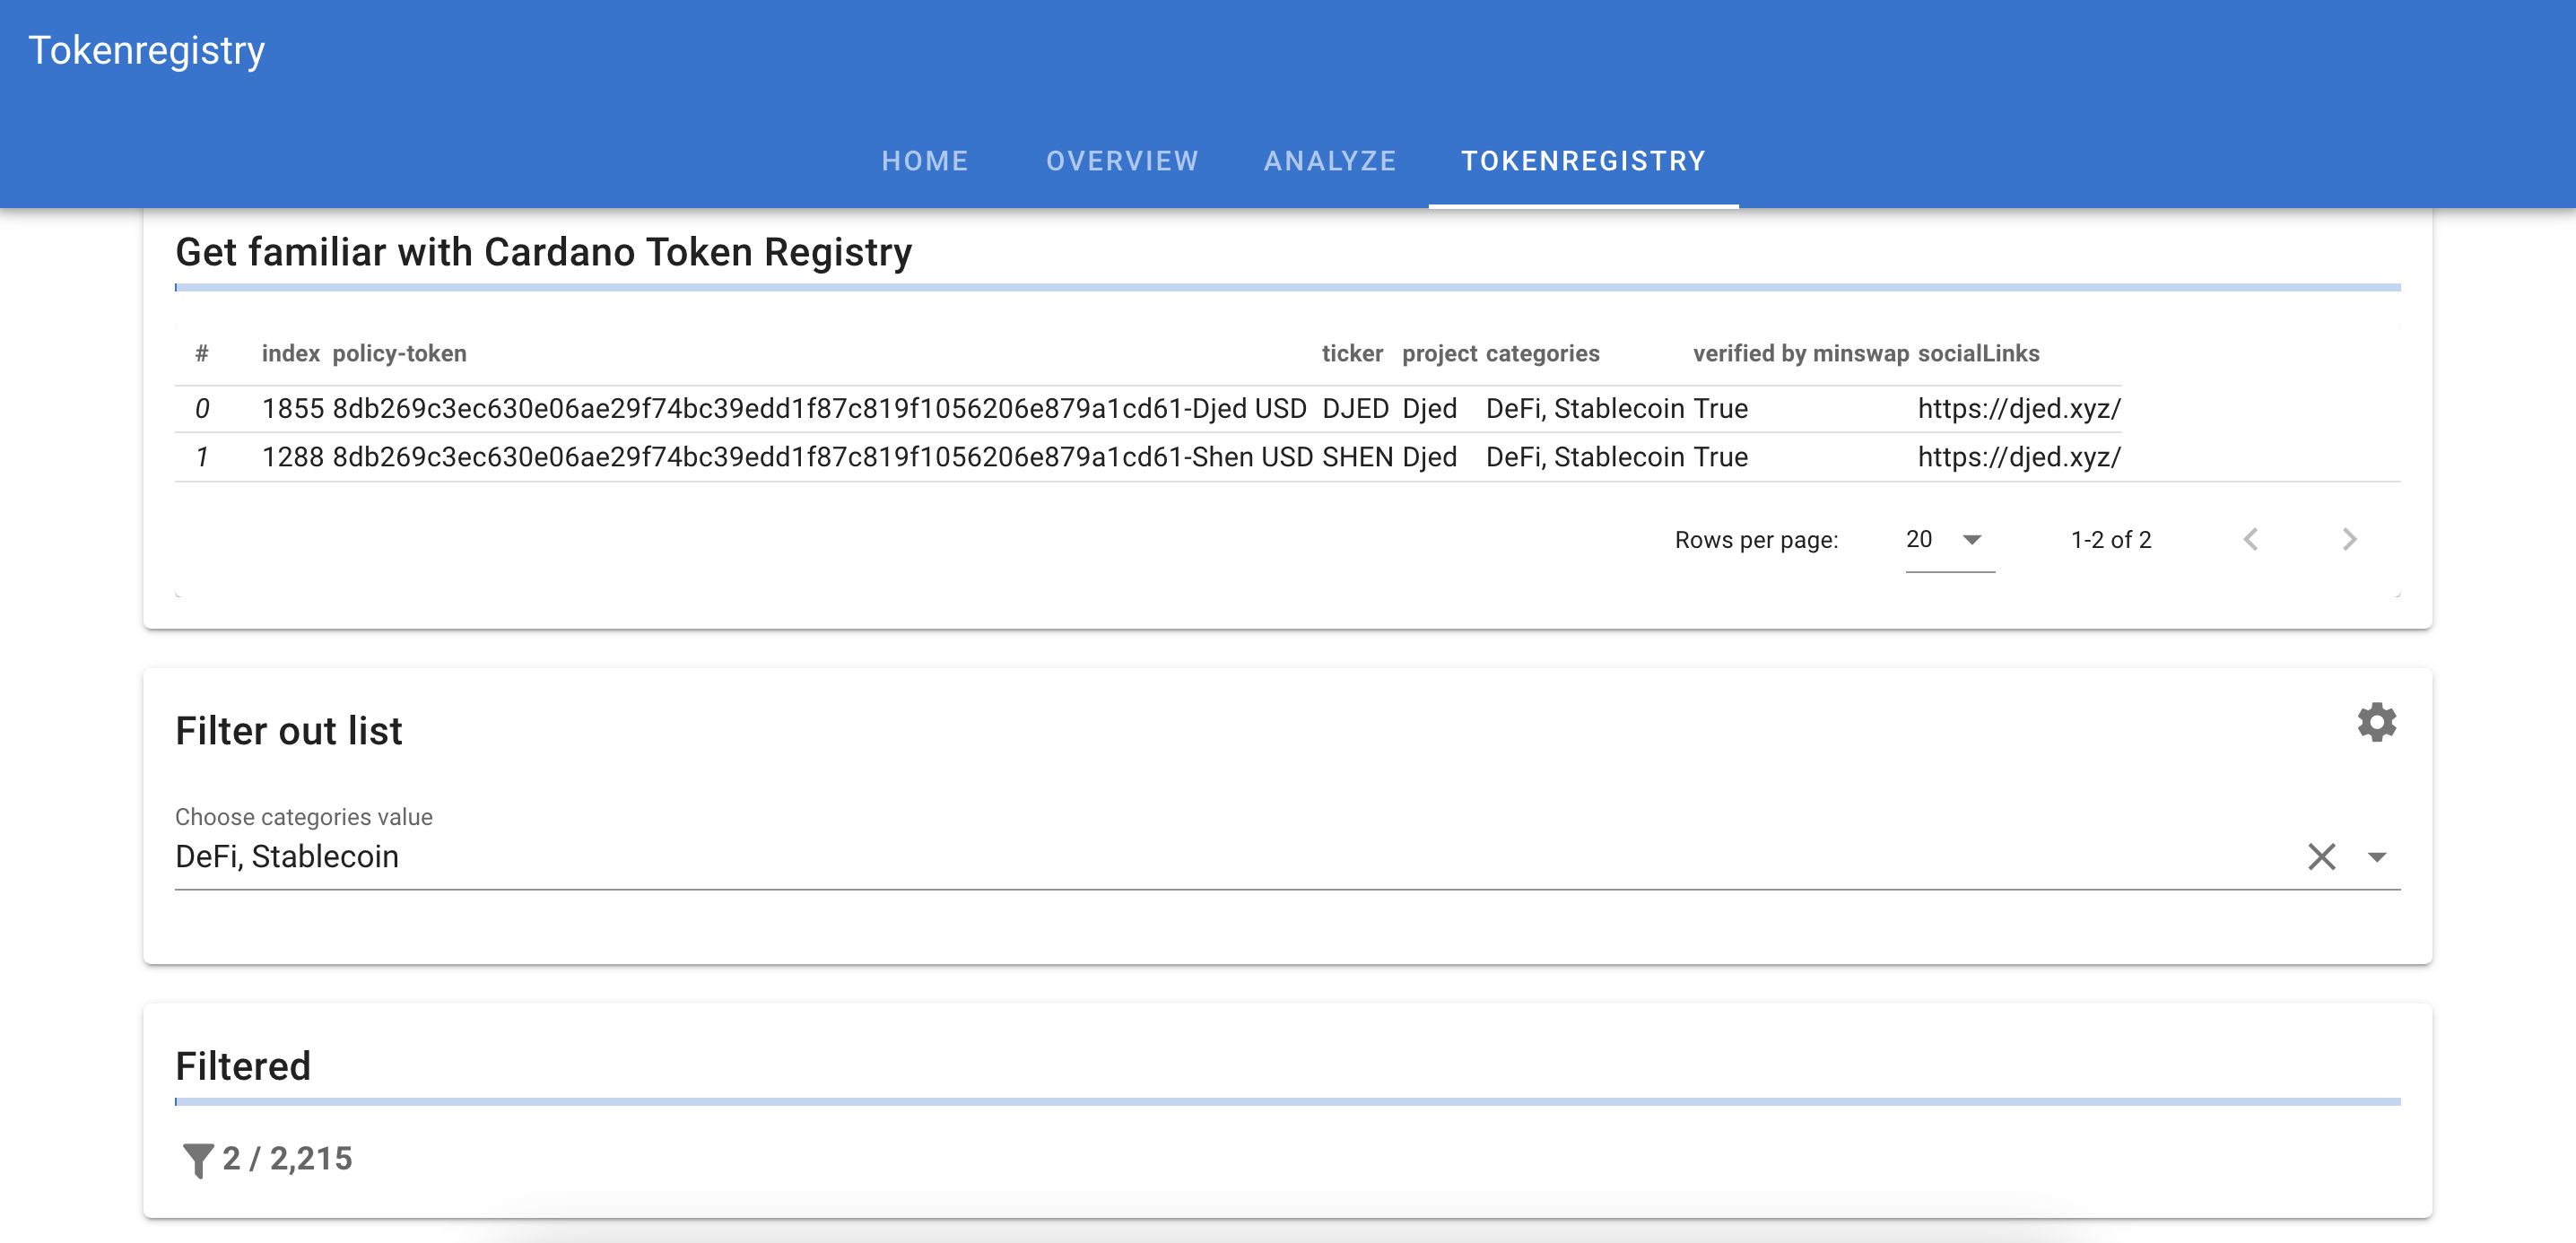 Tokenregistry
HOME OVERVIEW ANALYZE TOKENREGISTRY
Get familiar with Cardano Token Registry
# index policy-token ticker project categories verified by minswap socialLinks
0 1855 8db269c3ec630e06ae29f74bc39edd1f87c819f1056206e879a1cd61-Djed USD DJED Djed DeFi, Stablecoin True https://djed.xyz/
1 1288 8db269c3ec630e06ae29f74bc39edd1f87c819f1056206e879a1cd61-Shen USD SHEN Djed DeFi, Stablecoin True https://djed.xyz/
Rows per page: 20 1-2 of 2
Filter out list
Choose categories value
DeFi, Stablecoin
Filtered
2 / 2,215